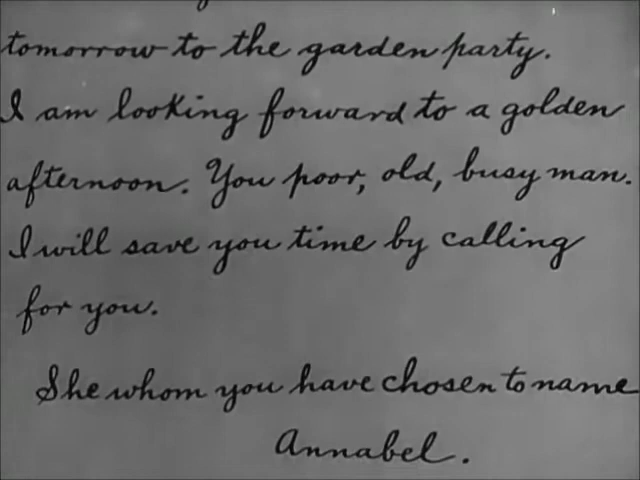 tomorrow to the garden party.
I am looking forward to a golden
afternoon. You poor, old, busy man.
I will save you time by calling
for you.
She whom you have chosen to name
Annabel.